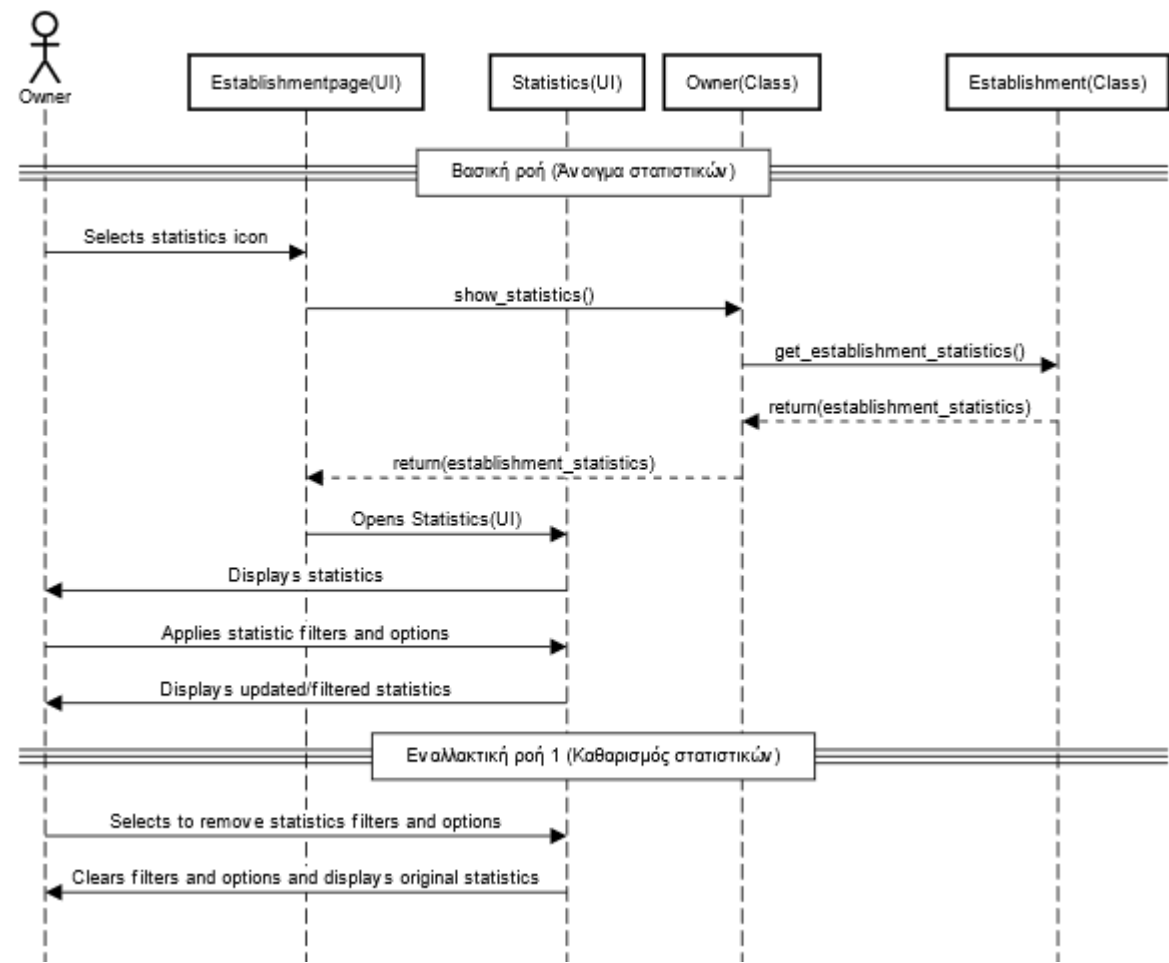 Owner
Establishmentpage(UI)
Statistics(UI)
Owner(Class)
Establishment(Class)
Βασική ροή (Άνοιγμα στατιστικών)
Selects statistics icon
show_statistics()
get_establishment_statistics()
return(establishment_statistics)
return(establishment_statistics)
Opens Statistics(UI)
Displays statistics
Applies statistic filters and options
Displays updated/filtered statistics
Εναλλακτική ροή 1 (Καθαρισμός στατιστικών)
Selects to remove statistics filters and options
Clears filters and options and displays original statistics